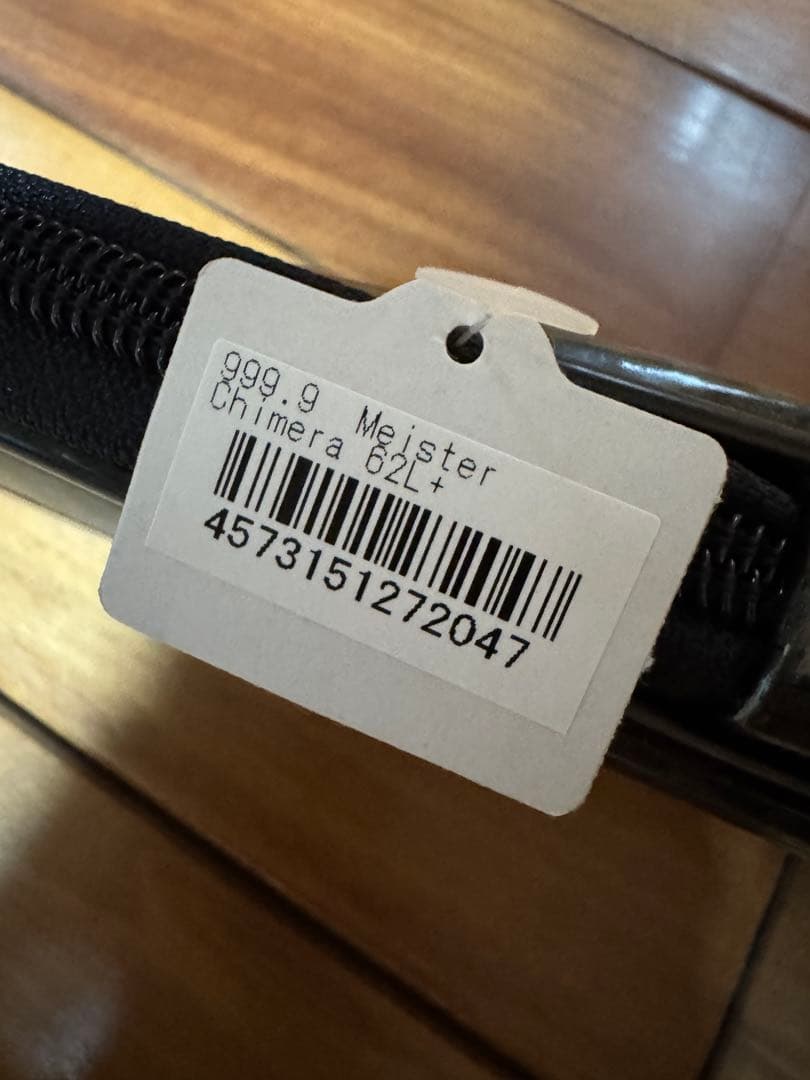 999.9 Meister
Chimera 62L+
4573151272047